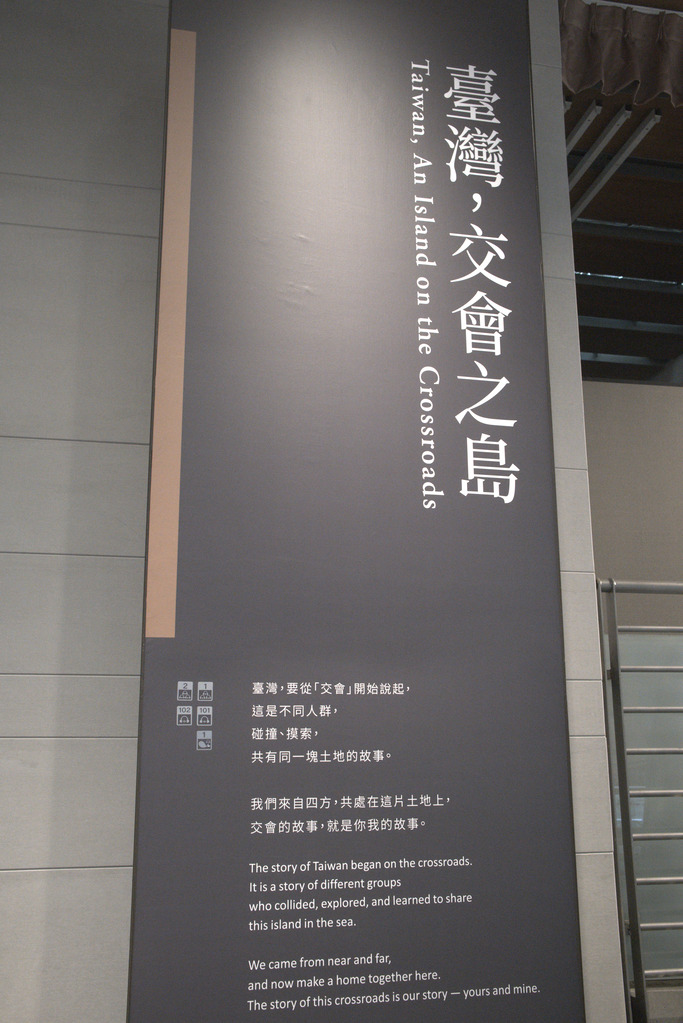 臺灣，交會之島
Taiwan, An Island on the Crossroads
2 1
102 101
1
臺灣，要從「交會」開始說起，
這是不同人群，
碰撞、摸索，
共有同一塊土地的故事。
我們來自四方，共處在這片土地上，
交會的故事，就是你我的故事。
The story of Taiwan began on the crossroads.
It is a story of different groups
who collided, explored, and learned to share
this island in the sea.
We came from near and far,
and now make a home together here.
The story of this crossroads is our story — yours and mine.